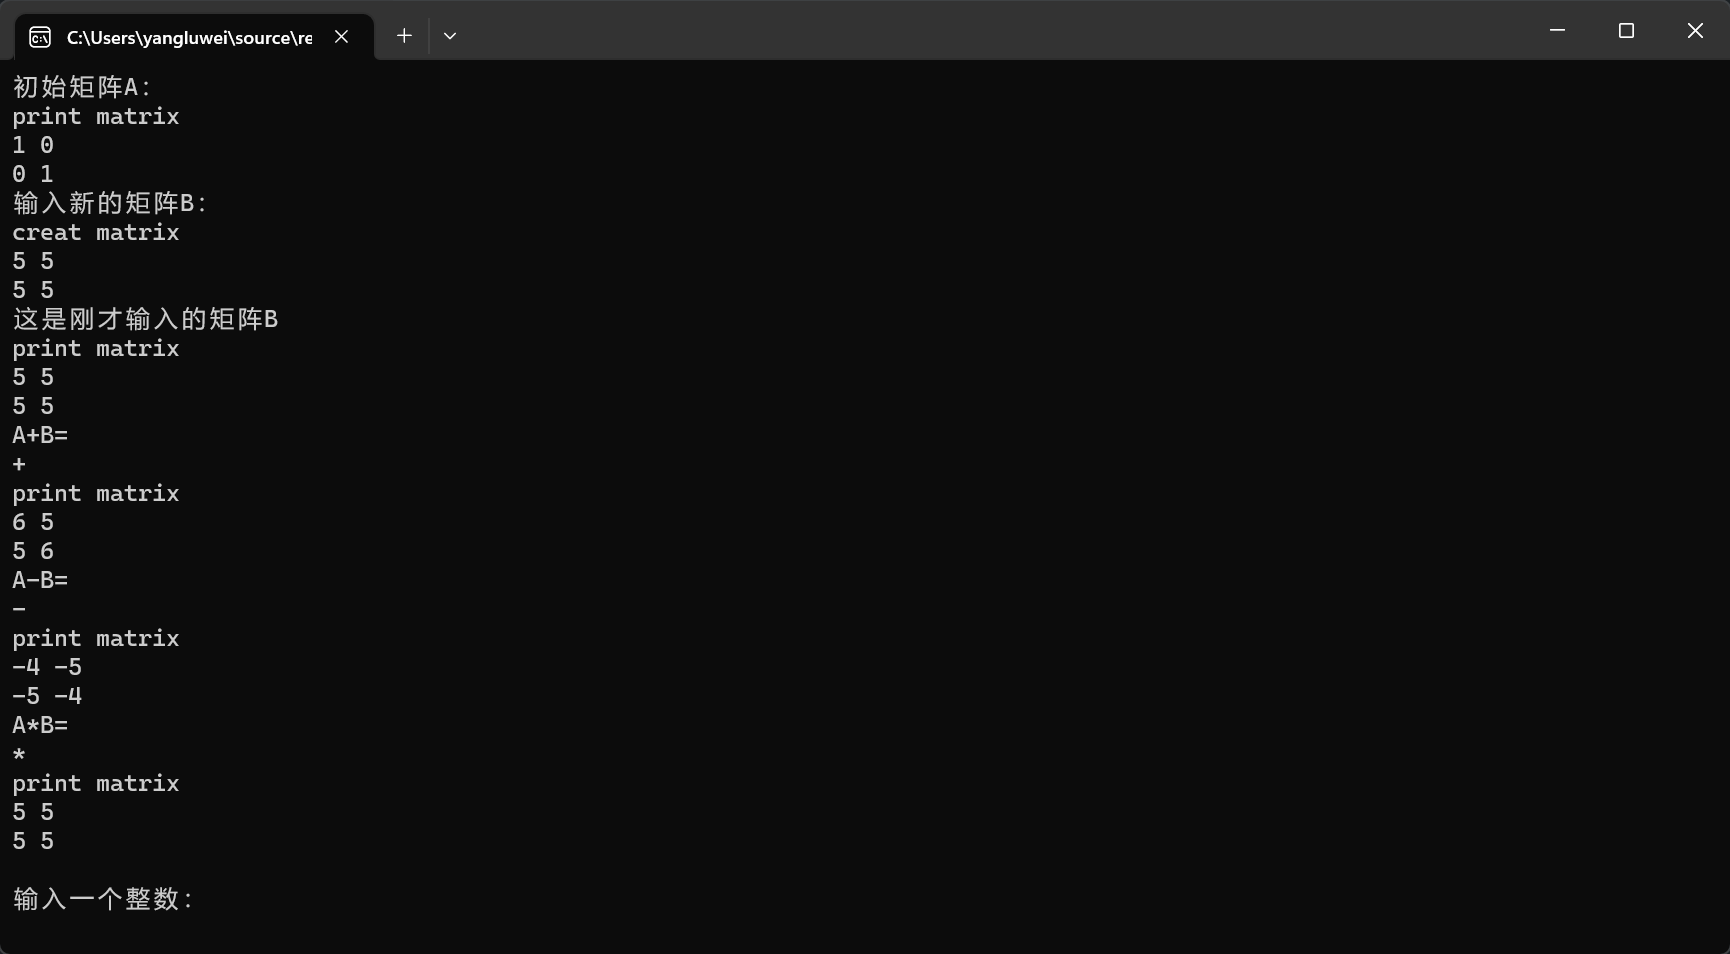 C:\Users\yangluwei\source\re
初始矩阵A:
print matrix
1 0
0 1
输入新的矩阵B:
creat matrix
5 5
5 5
这是刚才输入的矩阵B
print matrix
5 5
5 5
A+B=
+
print matrix
6 5
5 6
A-B=
-
print matrix
-4 -5
-5 -4
A*B=
*
print matrix
5 5
5 5
输入一个整数: